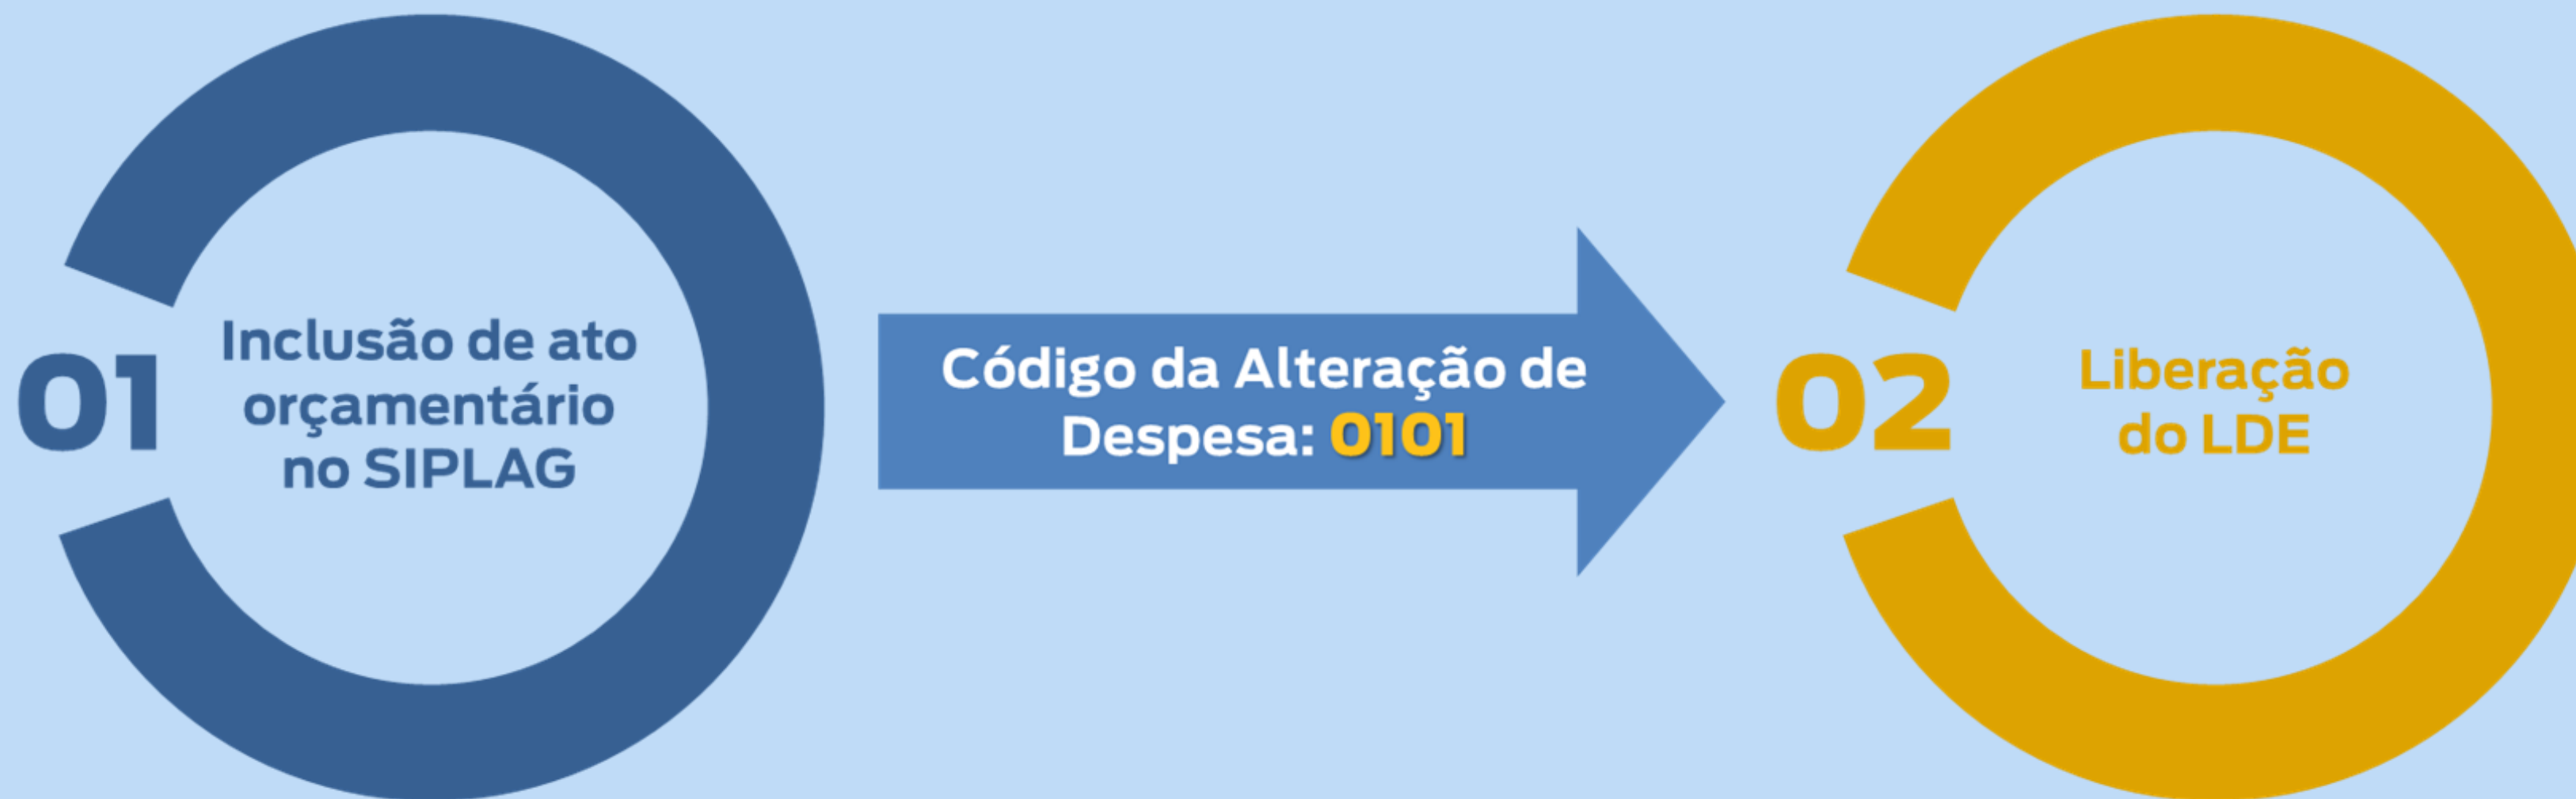 01
Inclusão de ato
orçamentário
no SIPLAG
Código da Alteração de
Despesa: 0101
02
Liberação
do LDE